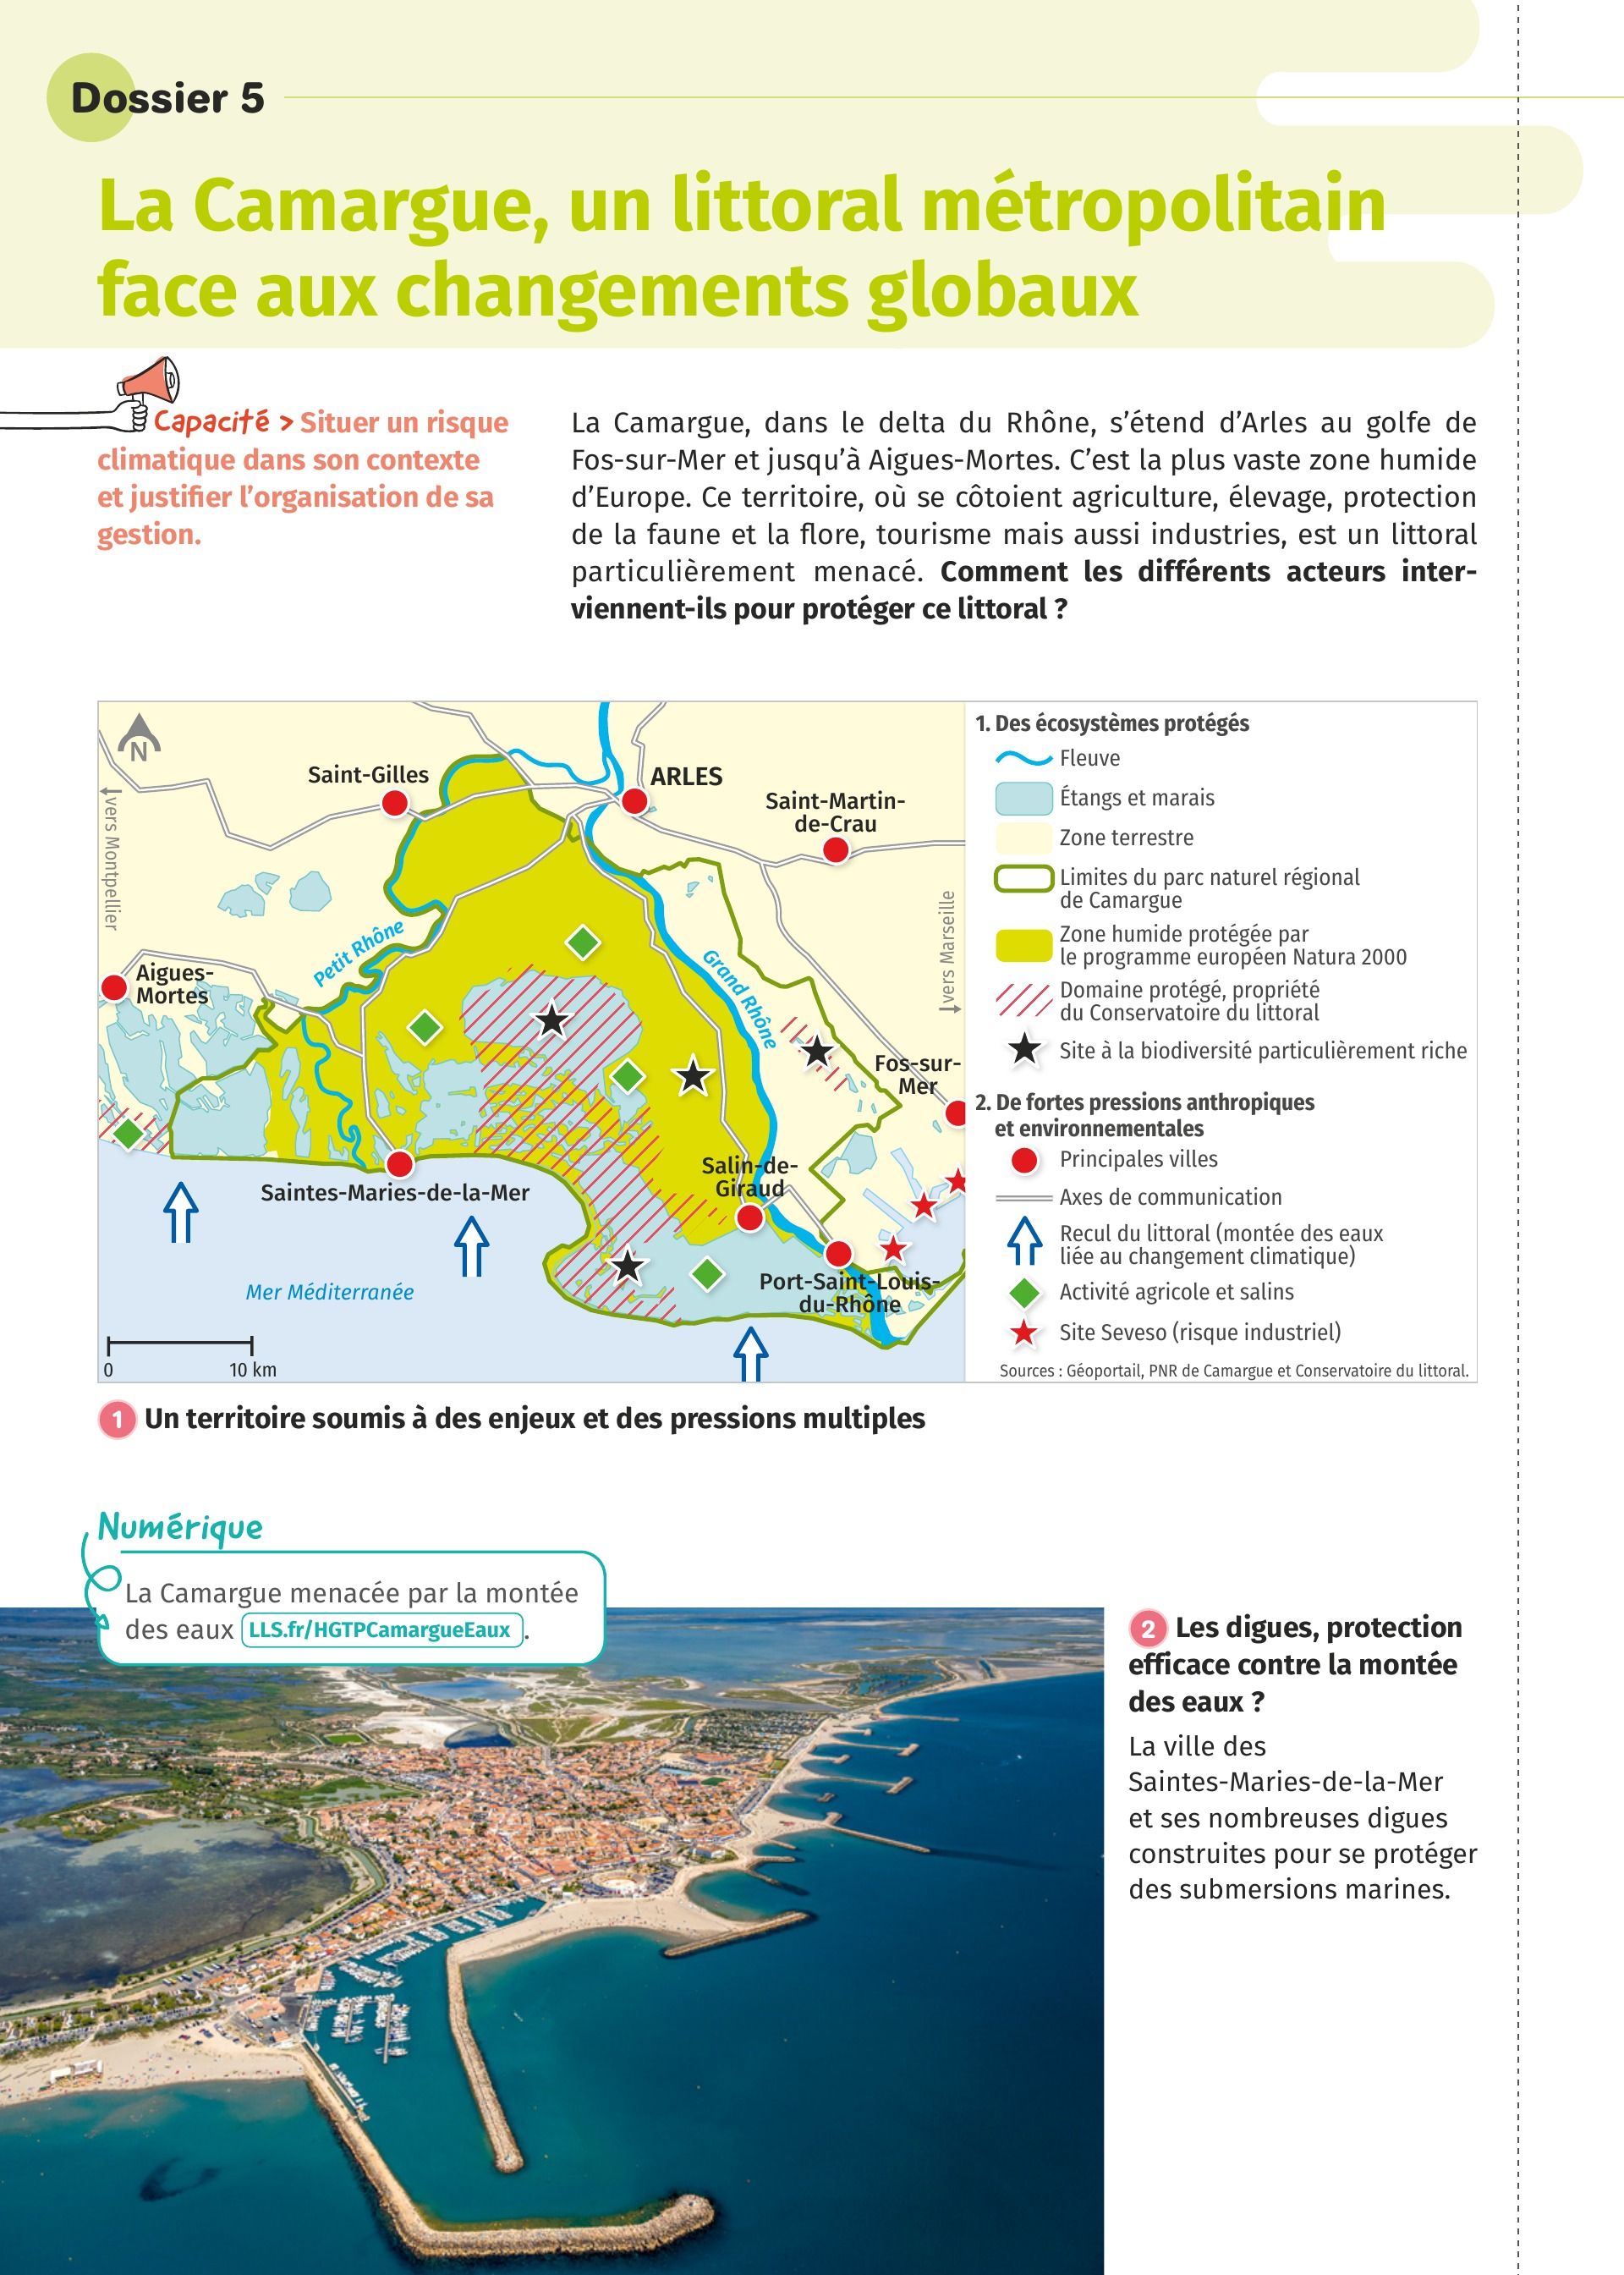 Dossier 5
La Camargue, un littoral métropolitain
face aux changements globaux
Capacité > Situer un risque
climatique dans son contexte
et justifier l'organisation de sa
gestion.
La Camargue, dans le delta du Rhône, s'étend d'Arles au golfe de
Fos-sur-Mer et jusqu'à Aigues-Mortes. C'est la plus vaste zone humide
d'Europe. Ce territoire, où se côtoient agriculture, élevage, protection
de la faune et la flore, tourisme mais aussi industries, est un littoral
particulièrement menacé. Comment les différents acteurs inter-
viennent-ils pour protéger ce littoral ?
N
Saint-Gilles
ARLES
Saint-Martin-
de-Crau
vers Montpellier
vers Marseille
Petit Rhône
Grand Rhône
Aigues-
Mortes
Fos-sur-
Mer
Salin-de-
Giraud
Saintes-Maries-de-la-Mer
Port-Saint-Louis-
du-Rhône
Mer Méditerranée
0 10 km
1. Des écosystèmes protégés
Fleuve
Étangs et marais
Zone terrestre
Limites du parc naturel régional
de Camargue
Zone humide protégée par
le programme européen Natura 2000
Domaine protégé, propriété
du Conservatoire du littoral
Site à la biodiversité particulièrement riche
2. De fortes pressions anthropiques
et environnementales
Principales villes
Axes de communication
Recul du littoral (montée des eaux
liée au changement climatique)
Activité agricole et salins
Site Seveso (risque industriel)
Sources : Géoportail, PNR de Camargue et Conservatoire du littoral.
1 Un territoire soumis à des enjeux et des pressions multiples
Numérique
La Camargue menacée par la montée
des eaux LLS.fr/HGTPCamargueEaux .
2 Les digues, protection
efficace contre la montée
des eaux ?
La ville des
Saintes-Maries-de-la-Mer
et ses nombreuses digues
construites pour se protéger
des submersions marines.